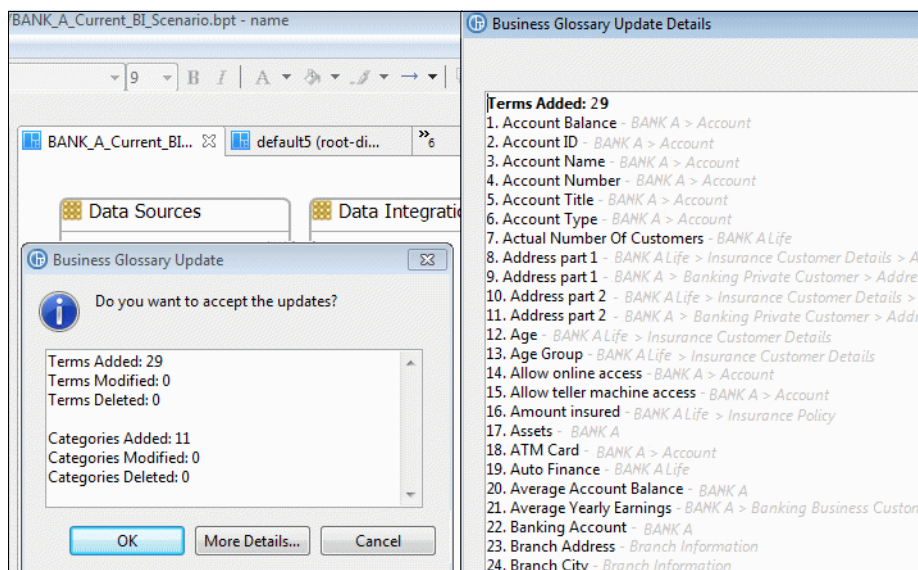 /BANK_A_Current_BI_Scenario.bpt - name
9 B I A
BANK_A_Current_BI...
default5 (root-di...
»6
Data Sources
Data Integratio
Business Glossary Update
Do you want to accept the updates?
Terms Added: 29
Terms Modified: 0
Terms Deleted: 0
Categories Added: 11
Categories Modified: 0
Categories Deleted: 0
OK
More Details...
Cancel
Business Glossary Update Details
Terms Added: 29
1. Account Balance - BANK A > Account
2. Account ID - BANK A > Account
3. Account Name - BANK A > Account
4. Account Number - BANK A > Account
5. Account Title - BANK A > Account
6. Account Type - BANK A > Account
7. Actual Number Of Customers - BANK A Life
8. Address part 1 - BANK A Life > Insurance Customer Details > A
9. Address part 1 - BANK A > Banking Private Customer > Addre
10. Address part 2 - BANK A Life > Insurance Customer Details >
11. Address part 2 - BANK A > Banking Private Customer > Addr
12. Age - BANK A Life > Insurance Customer Details
13. Age Group - BANK A Life > Insurance Customer Details
14. Allow online access - BANK A > Account
15. Allow teller machine access - BANK A > Account
16. Amount insured - BANK A Life > Insurance Policy
17. Assets - BANK A
18. ATM Card - BANK A > Account
19. Auto Finance - BANK A Life
20. Average Account Balance - BANK A
21. Average Yearly Earnings - BANK A > Banking Business Custom
22. Banking Account - BANK A
23. Branch Address - Branch Information
24. Branch City - Branch Information